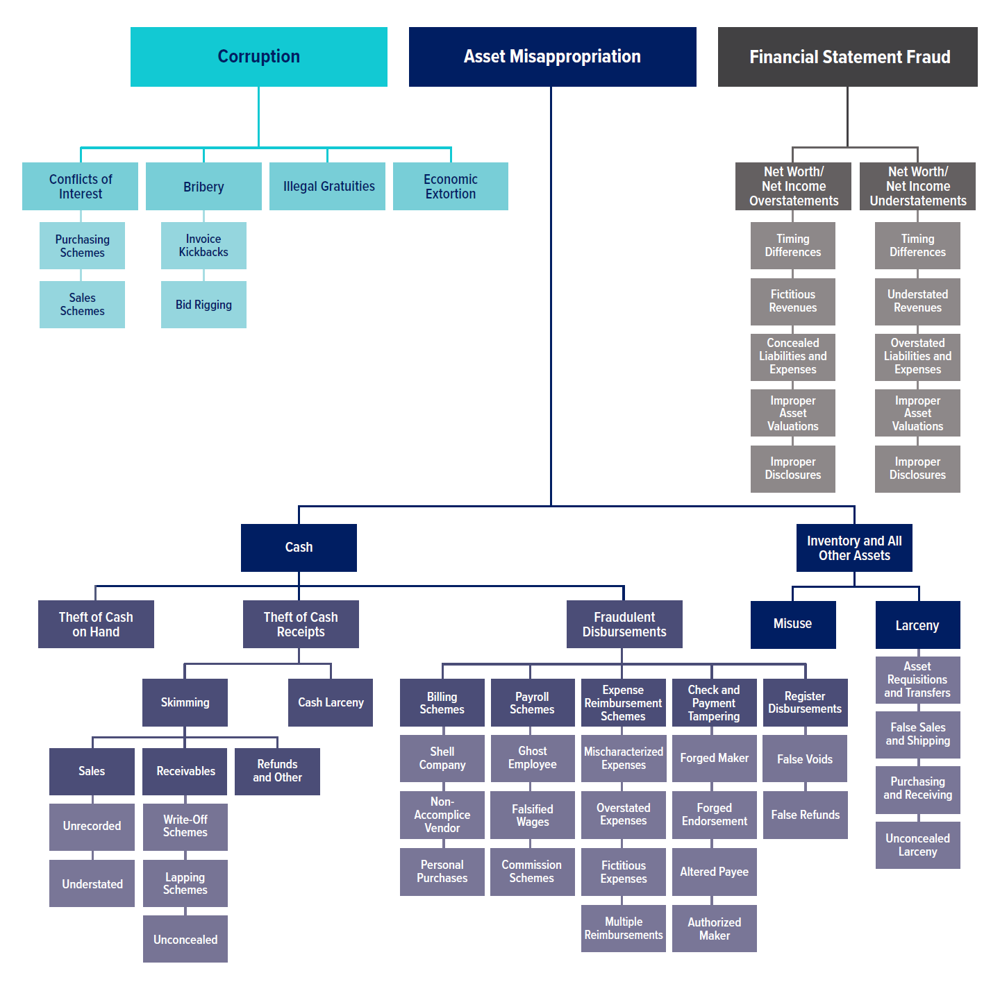 Corruption
Asset Misappropriation
Financial Statement Fraud
Conflicts of
Interest
Bribery
Illegal Gratuities
Economic
Extortion
Net Worth/
Net Income
Overstatements
Net Worth/
Net Income
Understatements
Purchasing
Schemes
Sales
Schemes
Invoice
Kickbacks
Bid Rigging
Timing
Differences
Fictitious
Revenues
Concealed
Liabilities and
Expenses
Improper
Asset
Valuations
Improper
Disclosures
Timing
Differences
Understated
Revenues
Overstated
Liabilities and
Expenses
Improper
Asset
Valuations
Improper
Disclosures
Cash
Inventory and All
Other Assets
Theft of Cash
on Hand
Theft of Cash
Receipts
Fraudulent
Disbursements
Misuse
Larceny
Skimming
Cash Larceny
Sales
Receivables
Refunds
and Other
Unrecorded
Understated
Write-Off
Schemes
Lapping
Schemes
Unconcealed
Billing
Schemes
Shell
Company
Non-
Accomplice
Vendor
Personal
Purchases
Payroll
Schemes
Ghost
Employee
Falsified
Wages
Commission
Schemes
Expense
Reimbursement
Schemes
Mischaracterized
Expenses
Overstated
Expenses
Fictitious
Expenses
Multiple
Reimbursements
Check and
Payment
Tampering
Forged Maker
Forged
Endorsement
Altered Payee
Authorized
Maker
Register
Disbursements
False Voids
False Refunds
Asset
Requisitions
and Transfers
False Sales
and Shipping
Purchasing
and Receiving
Unconcealed
Larceny